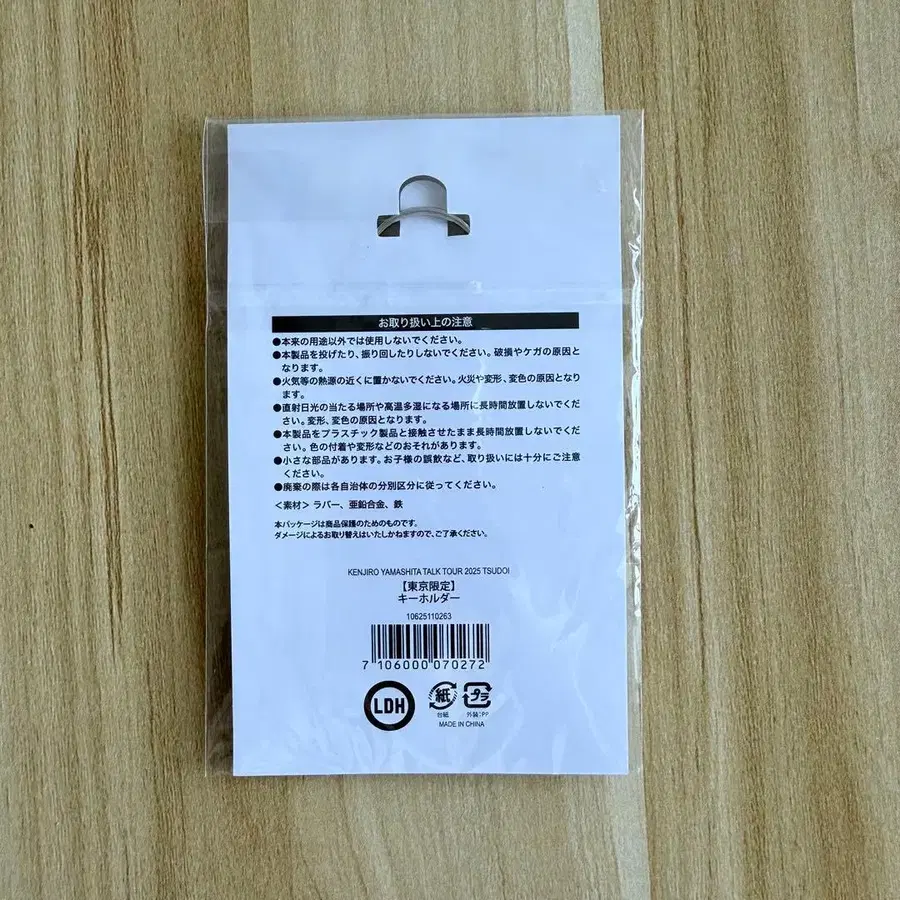 お取り扱い上の注意
●本来の用途以外では使用しないでください。
●本製品を投げたり、振り回したりしないでください。破損やケガの原因と
なります。
●火気等の熱源の近くに置かないでください。火災や変形、変色の原因となり
ます。
●直射日光の当たる場所や高温多湿になる場所に長時間放置しないでくだ
さい。変形、変色の原因となります。
●本製品をプラスチック製品と接触させたまま長時間放置しないでくだ
さい。色の付着や変形などのおそれがあります。
●小さな部品があります。お子様の誤飲など、取り扱いには十分にご注意
ください。
●廃棄の際は各自治体の分別区分に従ってください。
＜素材＞ラバー、亜鉛合金、鉄
本パッケージは商品保護のためのものです。
ダメージによるお取り替えはいたしかねますので、ご了承ください。
KENJIRO YAMASHITA TALK TOUR 2025 TSUDOI
【東京限定】
キーホルダー
10625110263
7 106000 070272
LDH 紙 プラ
台紙 外装:PP
MADE IN CHINA